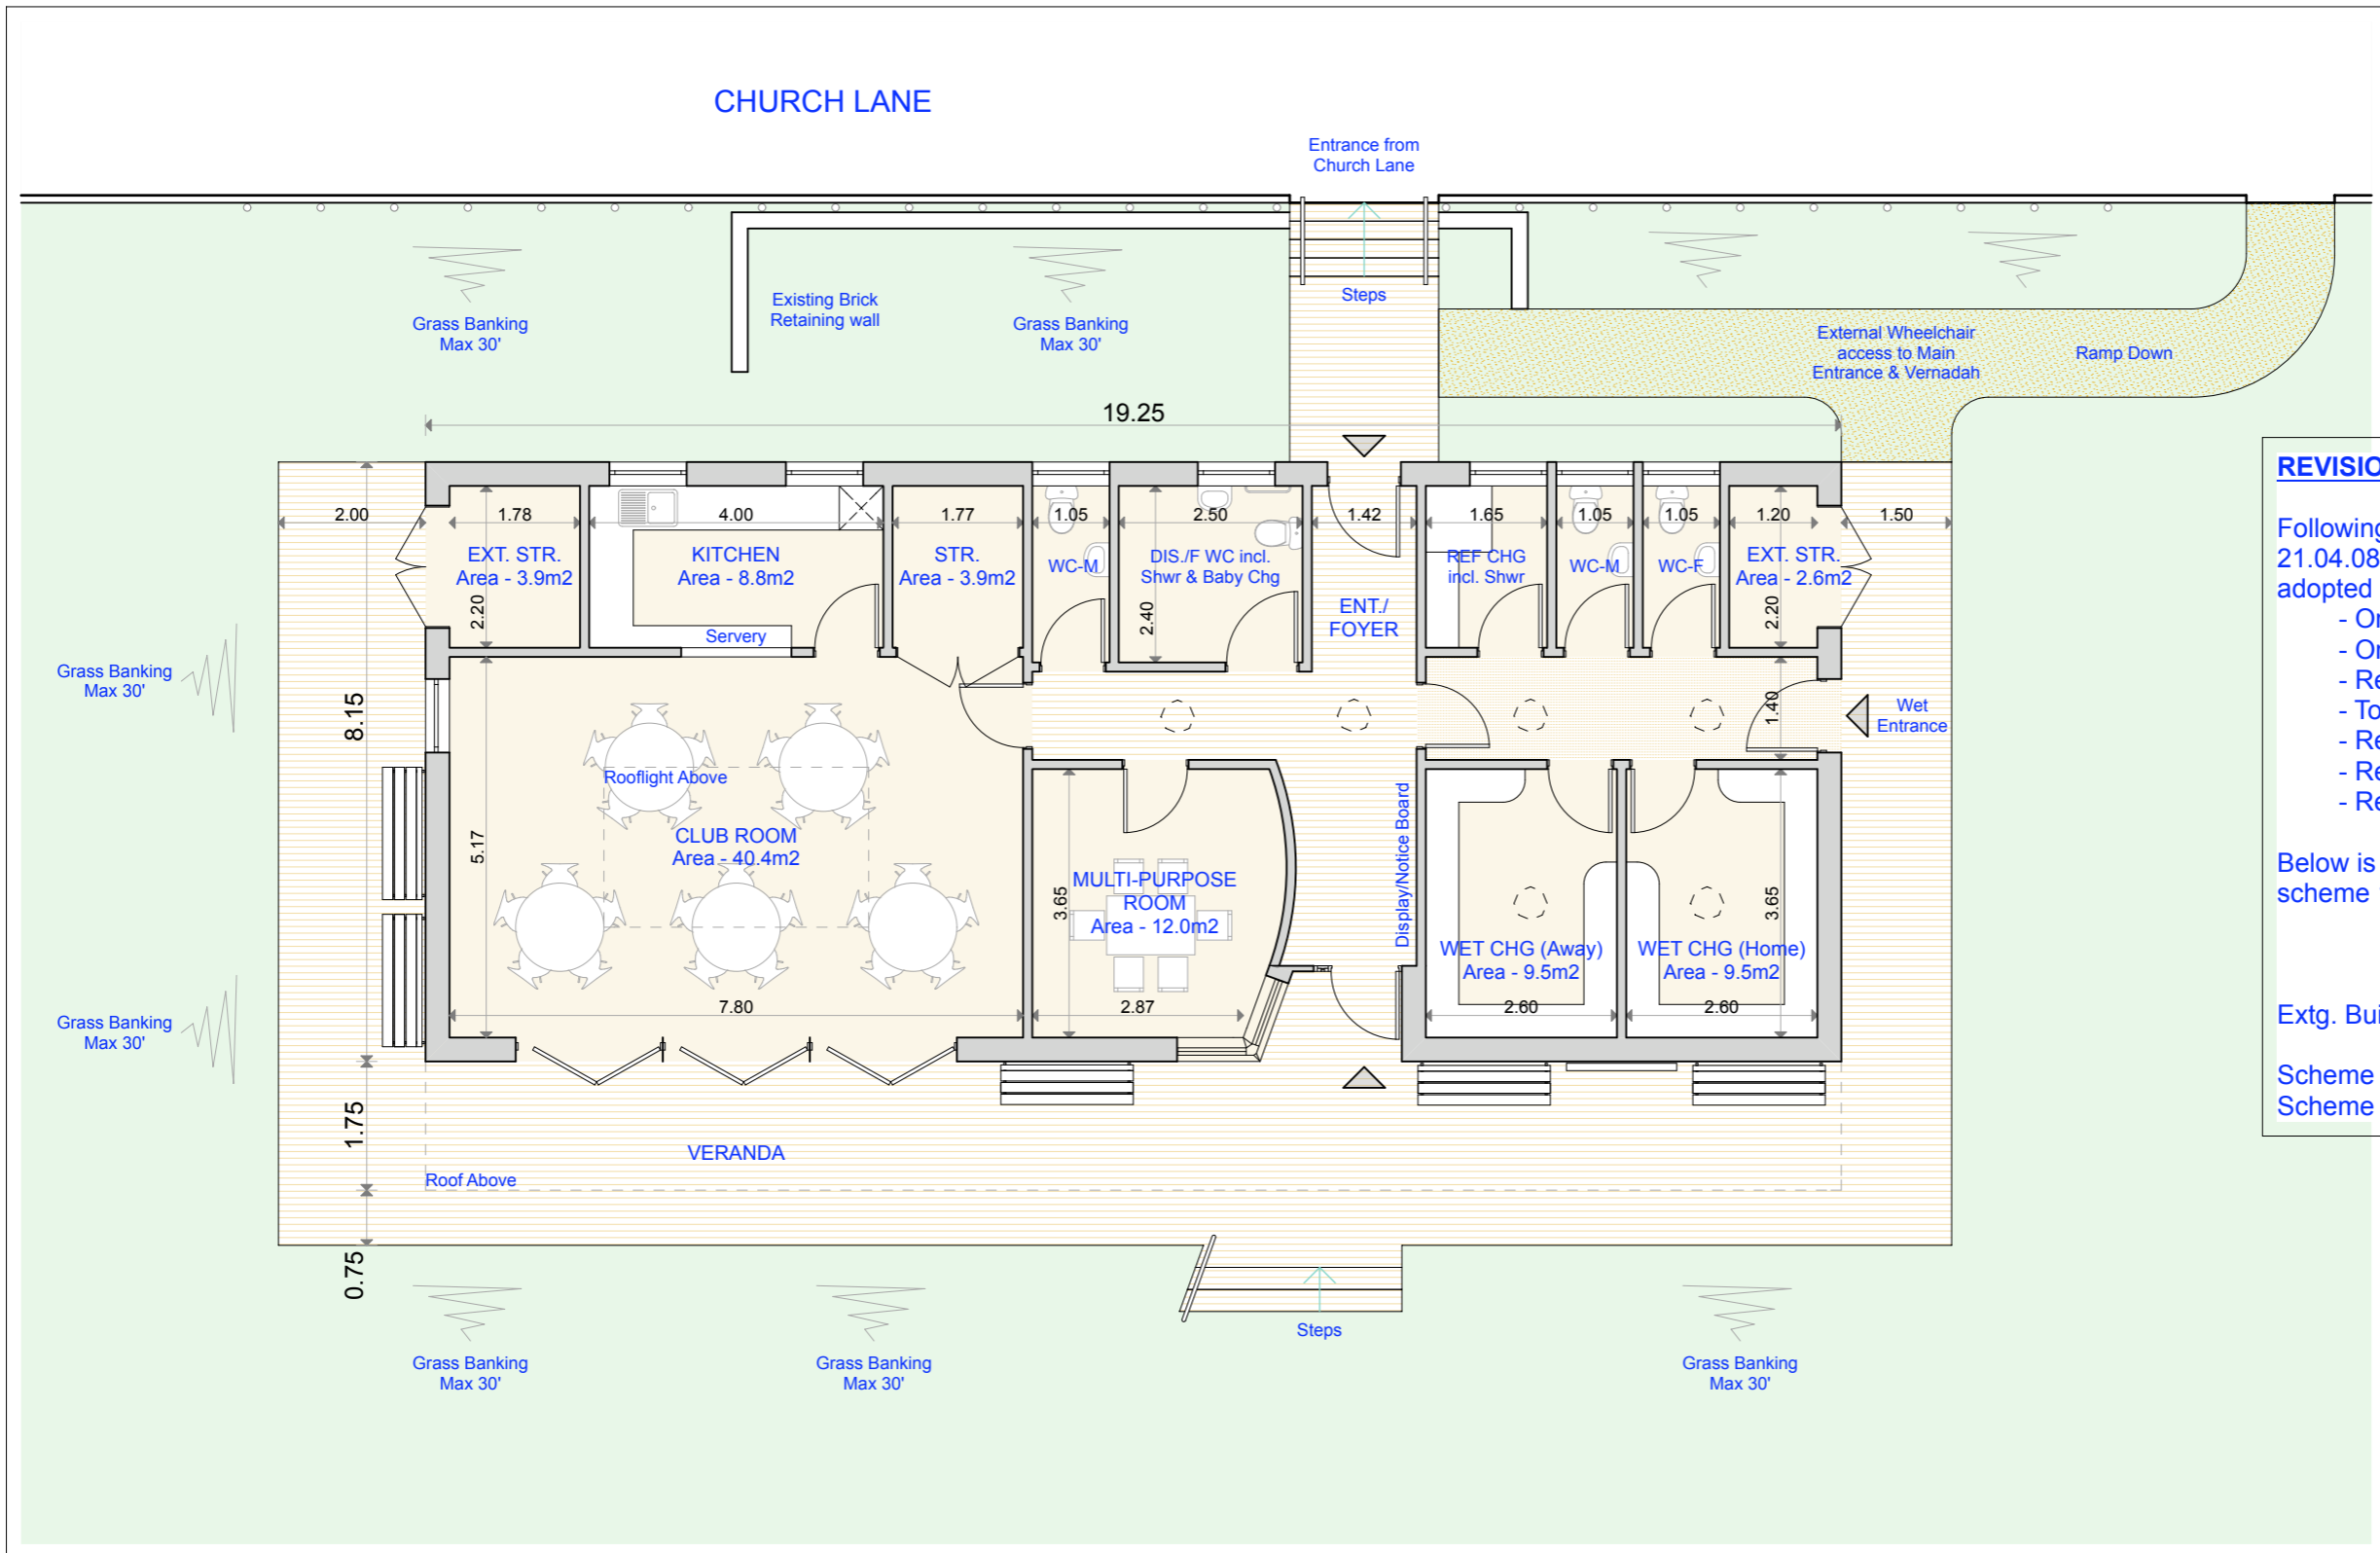 CHURCH LANE
Entrance from
Church Lane
Steps
Existing Brick
Retaining wall
Grass Banking
Max 30'
Grass Banking
Max 30'
External Wheelchair
access to Main
Entrance & Vernadah
Ramp Down
19.25
2.00
1.78
4.00
1.77
1.05
2.50
1.42
1.65
1.05
1.05
1.20
1.50
EXT. STR.
Area - 3.9m2
2.20
KITCHEN
Area - 8.8m2
Servery
STR.
Area - 3.9m2
WC-M
DIS./F WC incl.
Shwr & Baby Chg
2.40
ENT./
FOYER
REF CHG
incl. Shwr
WC-M
WC-F
EXT. STR.
Area - 2.6m2
2.20
Grass Banking
Max 30'
8.15
1.40
Wet
Entrance
Rooflight Above
CLUB ROOM
Area - 40.4m2
5.17
7.80
MULTI-PURPOSE
ROOM
Area - 12.0m2
3.65
2.87
Display/Notice Board
WET CHG (Away)
Area - 9.5m2
2.60
WET CHG (Home)
Area - 9.5m2
3.65
2.60
Grass Banking
Max 30'
1.75
VERANDA
Roof Above
0.75
Steps
Grass Banking
Max 30'
Grass Banking
Max 30'
Grass Banking
Max 30'
REVISIO
Following
21.04.08
adopted
- Or
- Or
- Re
- To
- Re
- Re
- Re
Below is
scheme
Extg. Bui
Scheme
Scheme